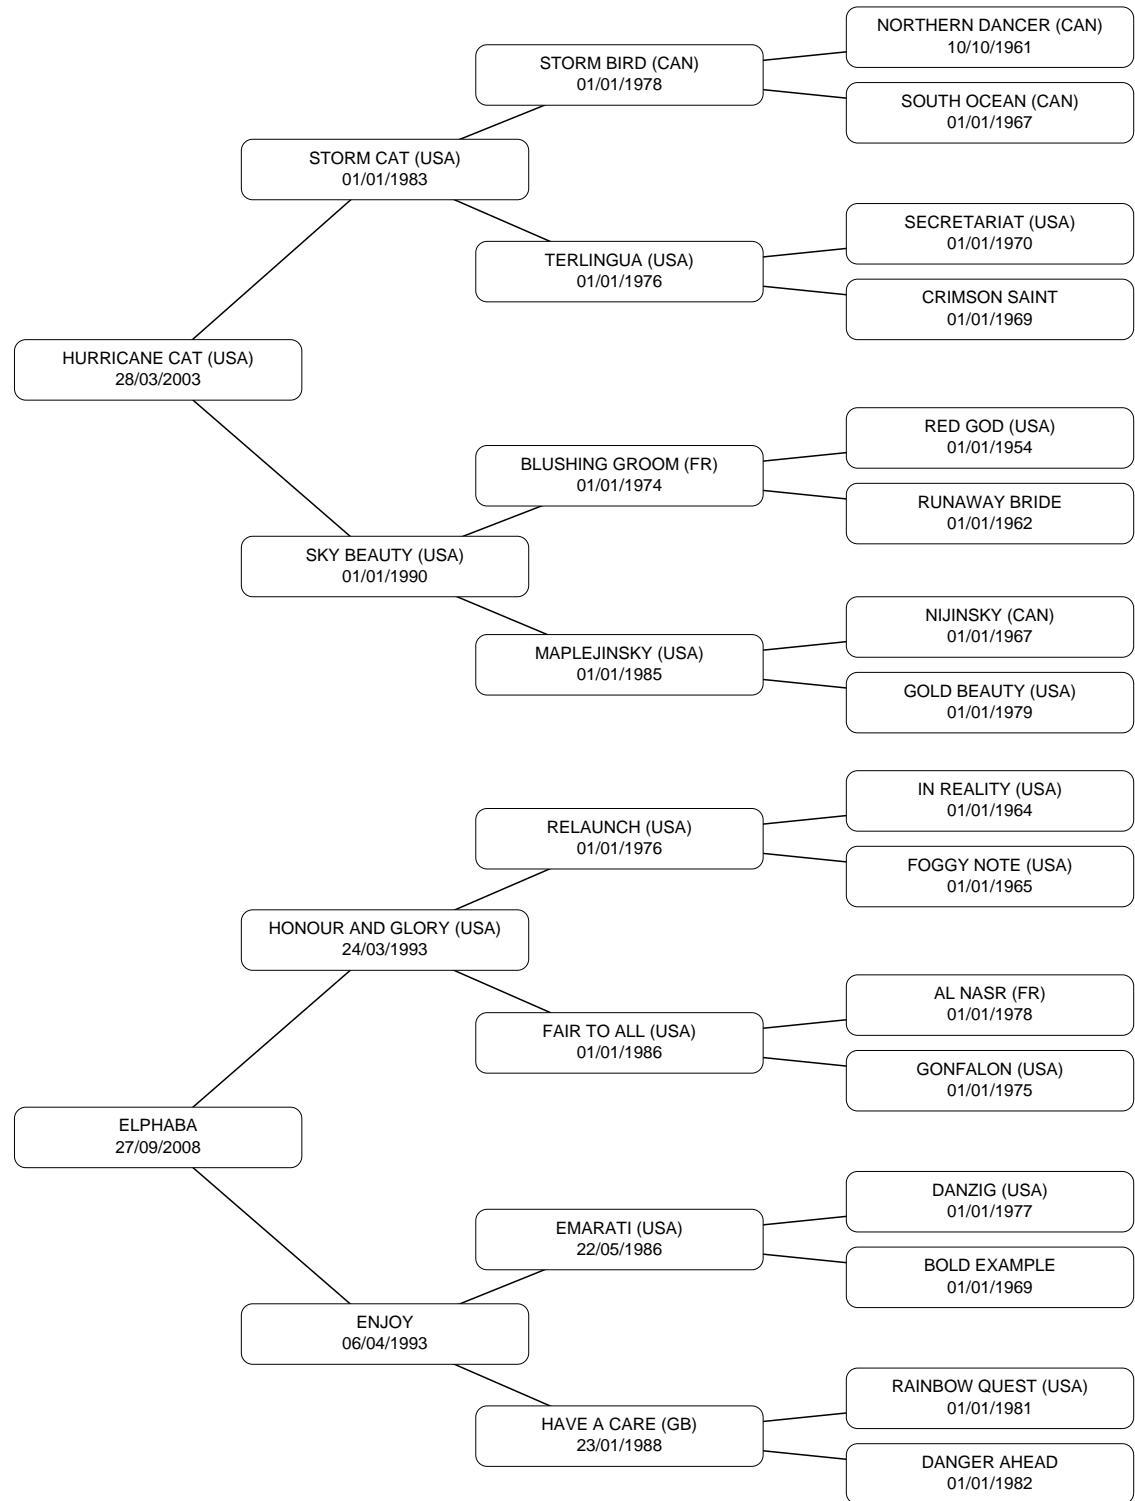 NORTHERN DANCER (CAN)
10/10/1961
STORM BIRD (CAN)
01/01/1978
SOUTH OCEAN (CAN)
01/01/1967
STORM CAT (USA)
01/01/1983
SECRETARIAT (USA)
01/01/1970
TERLINGUA (USA)
01/01/1976
CRIMSON SAINT
01/01/1969
HURRICANE CAT (USA)
28/03/2003
RED GOD (USA)
01/01/1954
BLUSHING GROOM (FR)
01/01/1974
RUNAWAY BRIDE
01/01/1962
SKY BEAUTY (USA)
01/01/1990
NIJINSKY (CAN)
01/01/1967
MAPLEJINSKY (USA)
01/01/1985
GOLD BEAUTY (USA)
01/01/1979
IN REALITY (USA)
01/01/1964
RELAUNCH (USA)
01/01/1976
FOGGY NOTE (USA)
01/01/1965
HONOUR AND GLORY (USA)
24/03/1993
AL NASR (FR)
01/01/1978
FAIR TO ALL (USA)
01/01/1986
GONFALON (USA)
01/01/1975
ELPHABA
27/09/2008
DANZIG (USA)
01/01/1977
EMARATI (USA)
22/05/1986
BOLD EXAMPLE
01/01/1969
ENJOY
06/04/1993
RAINBOW QUEST (USA)
01/01/1981
HAVE A CARE (GB)
23/01/1988
DANGER AHEAD
01/01/1982